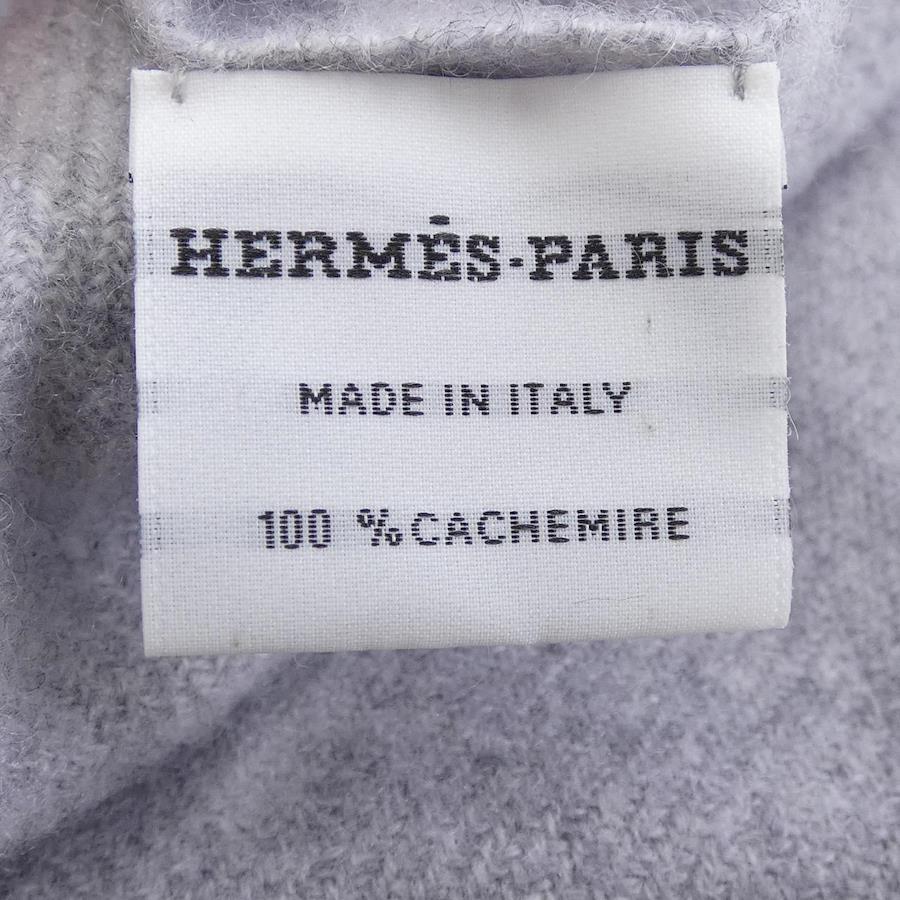 HERMÈS-PARIS
MADE IN ITALY
100 %CACHEMIRE